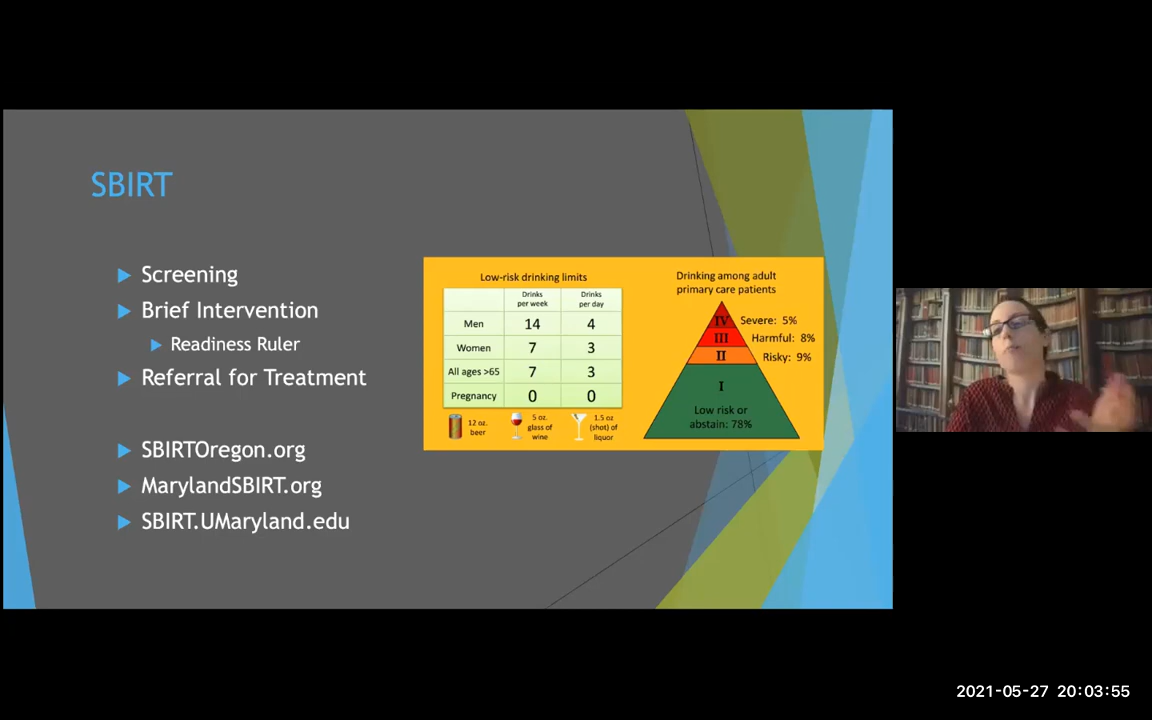 SBIRT
Screening
Brief Intervention
Readiness Ruler
Referral for Treatment
SBIRTOregon.org
MarylandSBIRT.org
SBIRT.UMaryland.edu
Low-risk drinking limits
Drinks
per week
Drinks
per day
Men 14 4
Women 7 3
All ages >65 7 3
Pregnancy 0 0
12 oz.
beer
5 oz.
glass of
wine
1.5 oz
(shot) of
liquor
Drinking among adult
primary care patients
IV Severe: 5%
III Harmful: 8%
II Risky: 9%
I
Low risk or
abstain: 78%
2021-05-27 20:03:55